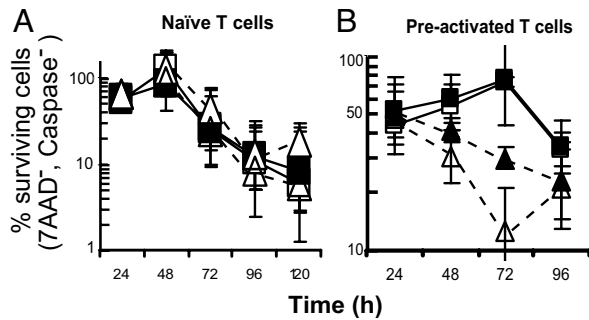 A
Naïve T cells
B
Pre-activated T cells
% surviving cells
(7AAD⁻, Caspase⁻)
100
10
1
24 48 72 96 120
100
50
10
24 48 72 96
Time (h)